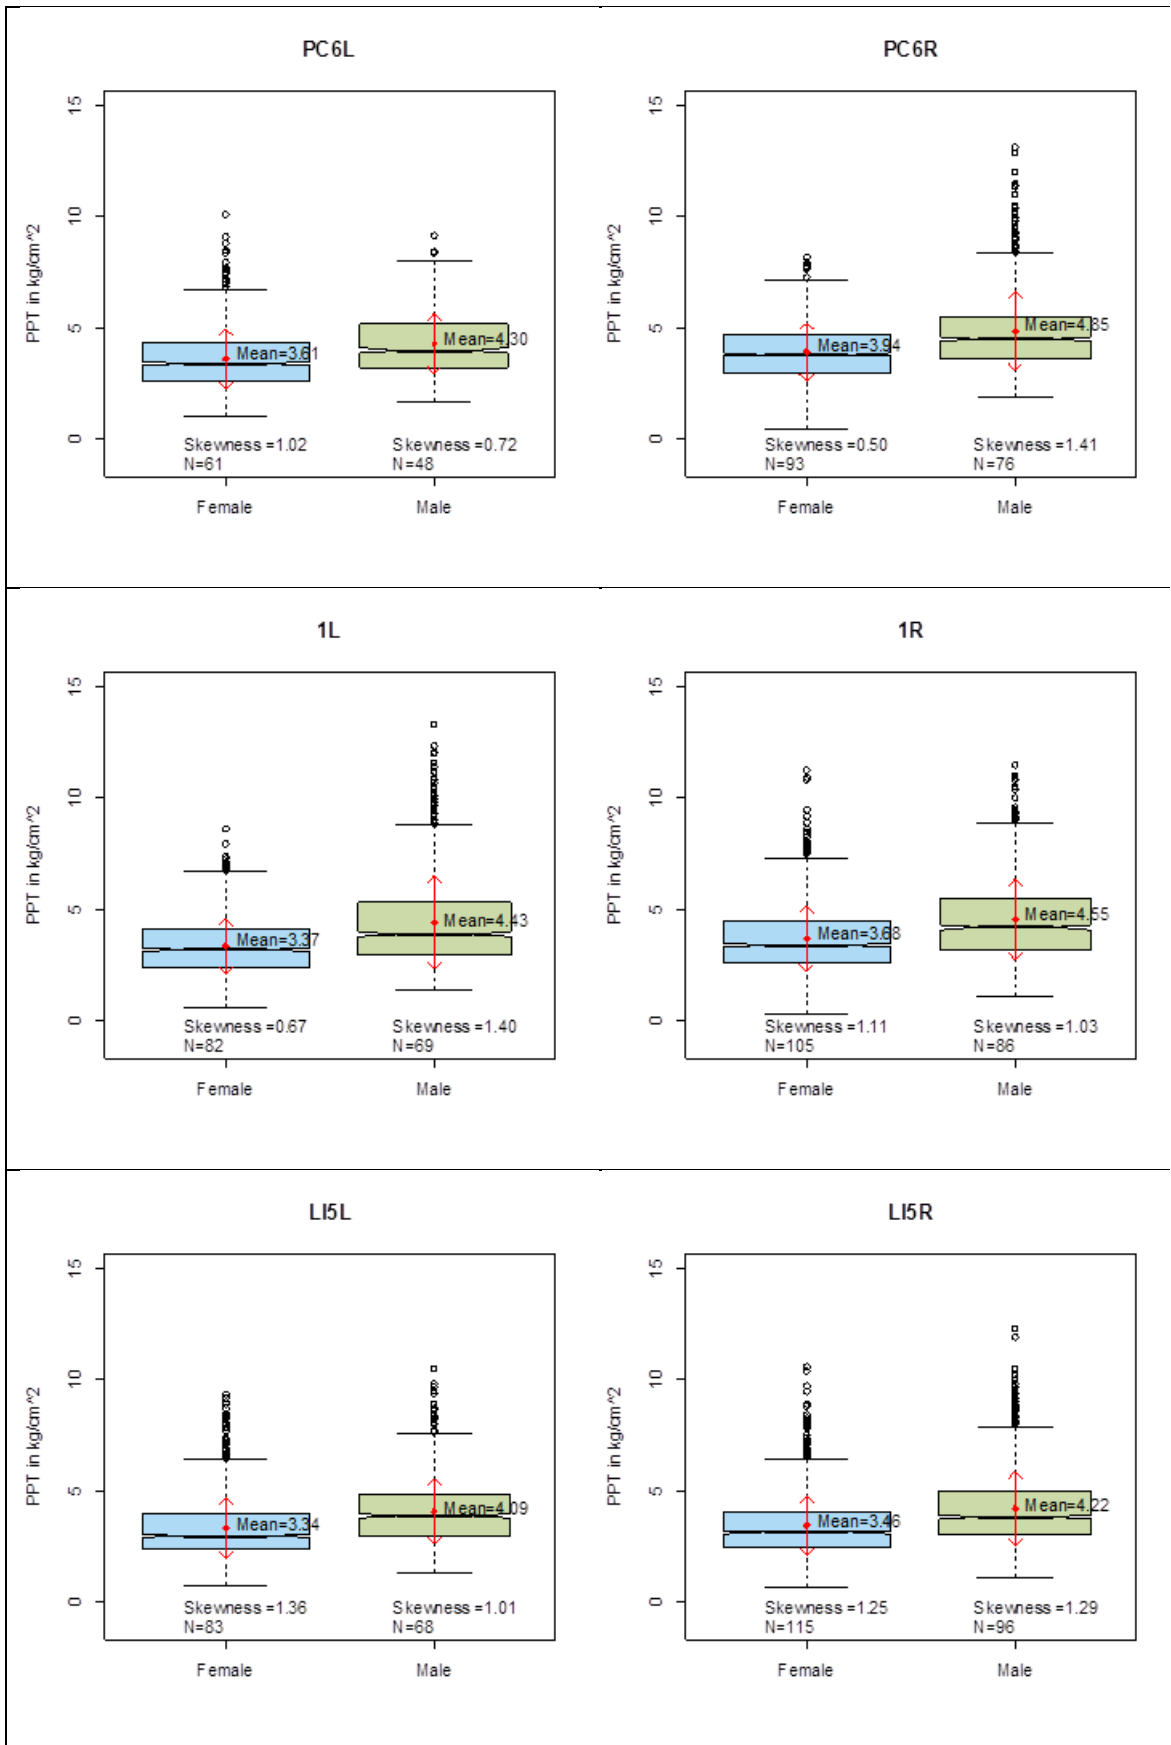 PC6L
15
10
5
0
PPT in kg/cm^2
Mean=3.61
Mean=4.30
Skewness =1.02
N=61
Skewness =0.72
N=48
Female
Male
PC6R
15
10
5
0
PPT in kg/cm^2
Mean=3.94
Mean=4.85
Skewness =0.50
N=93
Skewness =1.41
N=76
Female
Male
1L
15
10
5
0
PPT in kg/cm^2
Mean=3.37
Mean=4.43
Skewness =0.67
N=82
Skewness =1.40
N=69
Female
Male
1R
15
10
5
0
PPT in kg/cm^2
Mean=3.68
Mean=4.55
Skewness =1.11
N=105
Skewness =1.03
N=86
Female
Male
LI5L
15
10
5
0
PPT in kg/cm^2
Mean=3.34
Mean=4.09
Skewness =1.36
N=83
Skewness =1.01
N=68
Female
Male
LI5R
15
10
5
0
PPT in kg/cm^2
Mean=3.46
Mean=4.22
Skewness =1.25
N=115
Skewness =1.29
N=96
Female
Male